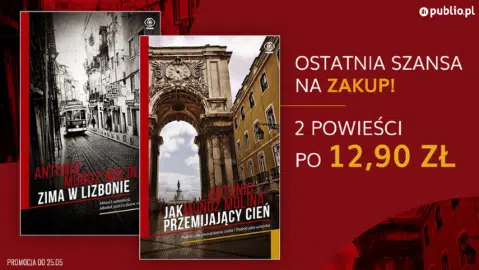 publio.pl
OSTATNIA SZANSA
NA ZAKUP!
2 POWIEŚCI
PO 12,90 ZŁ
ANTONIO
MUÑOZ MOLINA
ZIMA W LIZBONIE
ANTONIO
MUÑOZ MOLINA
JAK
PRZEMIJAJĄCY CIEŃ
PROMOCJA DO 25.05